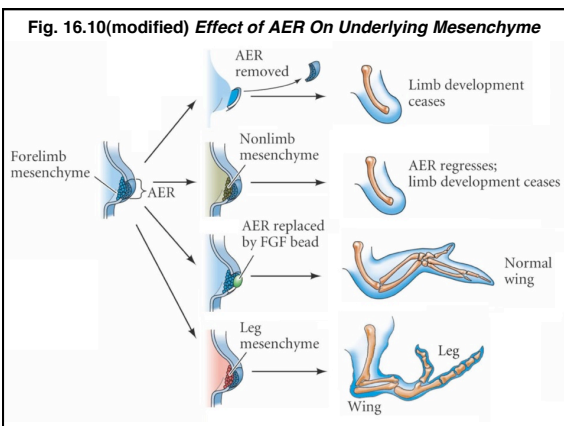 Fig. 16.10(modified) Effect of AER On Underlying Mesenchyme
AER
removed
Limb development
ceases
Forelimb
mesenchyme
AER
Nonlimb
mesenchyme
AER regresses;
limb development ceases
AER replaced
by FGF bead
Normal
wing
Leg
mesenchyme
Leg
Wing